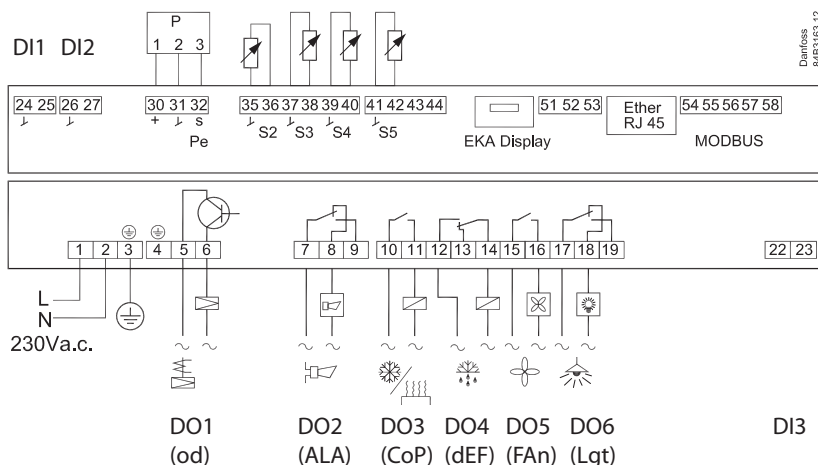 P
Danfoss
84B3163.12
DI1 DI2
1 2 3
24 25 26 27 30 31 32 35 36 37 38 39 40 41 42 43 44 51 52 53 Ether RJ 45 54 55 56 57 58
+ s S2 S3 S4 S5
Pe EKA Display MODBUS
1 2 3 4 5 6 7 8 9 10 11 12 13 14 15 16 17 18 19 22 23
L
N
230Va.c.
DO1 DO2 DO3 DO4 DO5 DO6 DI3
(od) (ALA) (CoP) (dEF) (FAn) (Lgt)